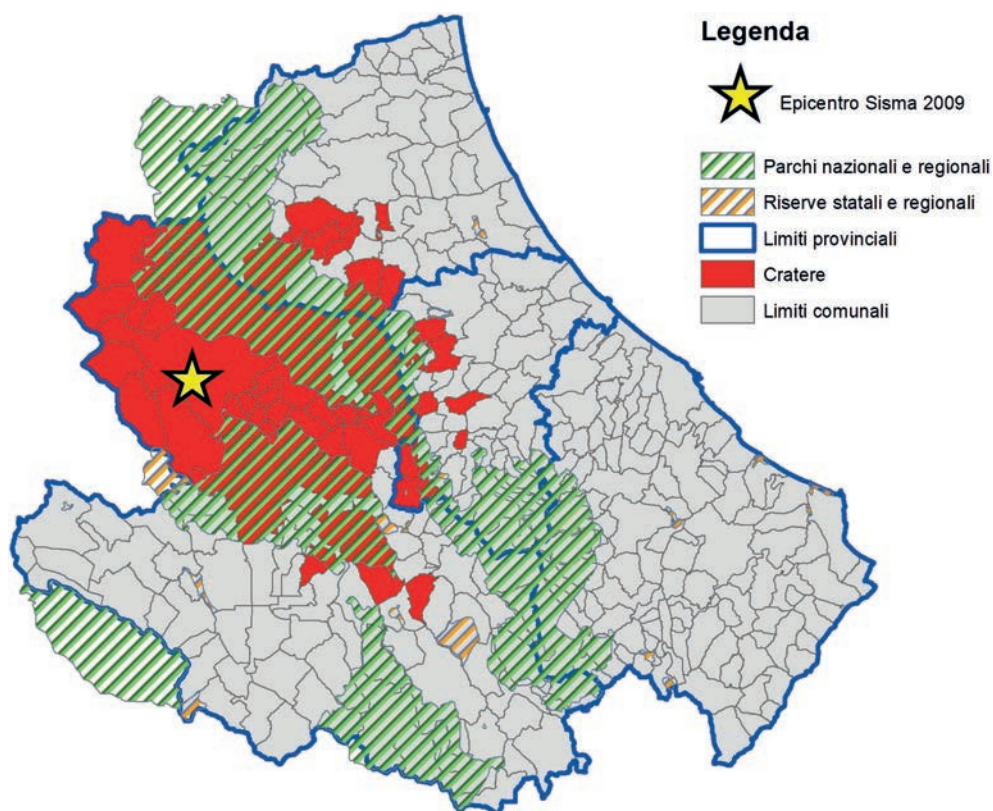 Legenda
Epicentro Sisma 2009
Parchi nazionali e regionali
Riserve statali e regionali
Limiti provinciali
Cratere
Limiti comunali